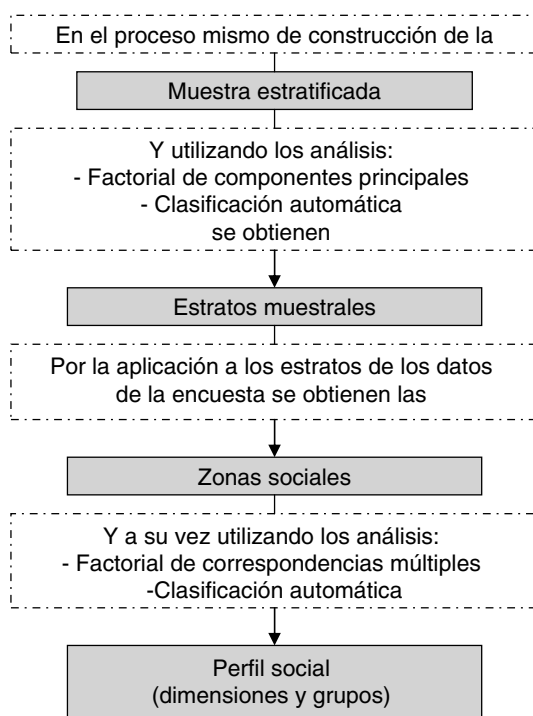 En el proceso mismo de construcción de la
Muestra estratificada
Y utilizando los análisis:
- Factorial de componentes principales
- Clasificación automática
se obtienen
Estratos muestrales
Por la aplicación a los estratos de los datos
de la encuesta se obtienen las
Zonas sociales
Y a su vez utilizando los análisis:
- Factorial de correspondencias múltiples
-Clasificación automática
Perfil social
(dimensiones y grupos)